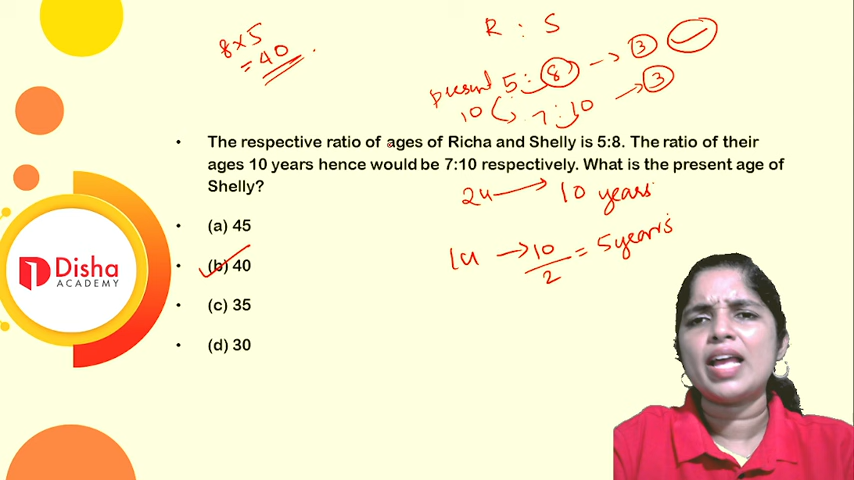 8×5
= 40
R : S
present 5 : 8 → 3
10 7 : 10 → 3
• The respective ratio of ages of Richa and Shelly is 5:8. The ratio of their
ages 10 years hence would be 7:10 respectively. What is the present age of
Shelly?
2u → 10 years
• (a) 45
1u → 10/2 = 5 years
• (b) 40
• (c) 35
• (d) 30
Disha
ACADEMY